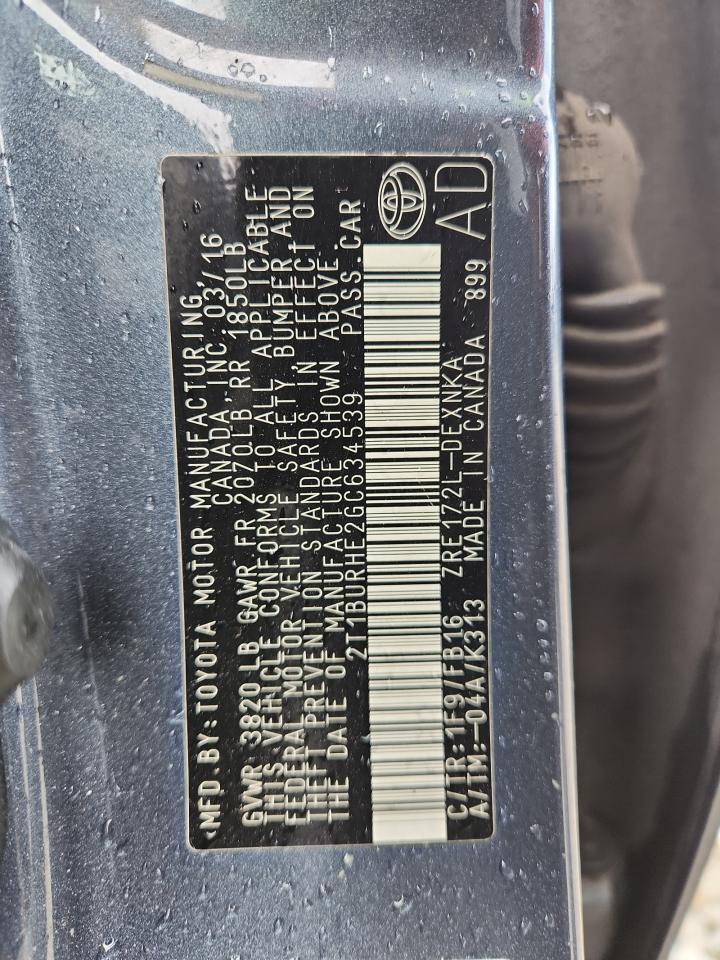 ◄MFD.BY:TOYOTA MOTOR MANUFACTURING,
CANADA,INC. 03/16
GVWR 3820 LB GAWR FR 2070LB RR 1850LB
THIS VEHICLE CONFORMS TO ALL APPLICABLE
FEDERAL MOTOR VEHICLE SAFETY, BUMPER, AND
THEFT PREVENTION STANDARDS IN EFFECT ON
THE DATE OF MANUFACTURE SHOWN ABOVE.
2T1BURHE2GC634539 PASS.CAR
C/TR:1F9/FB16 ZRE172L-DEXNKA
A/TM:-04A/K313 MADE IN CANADA 899
AD